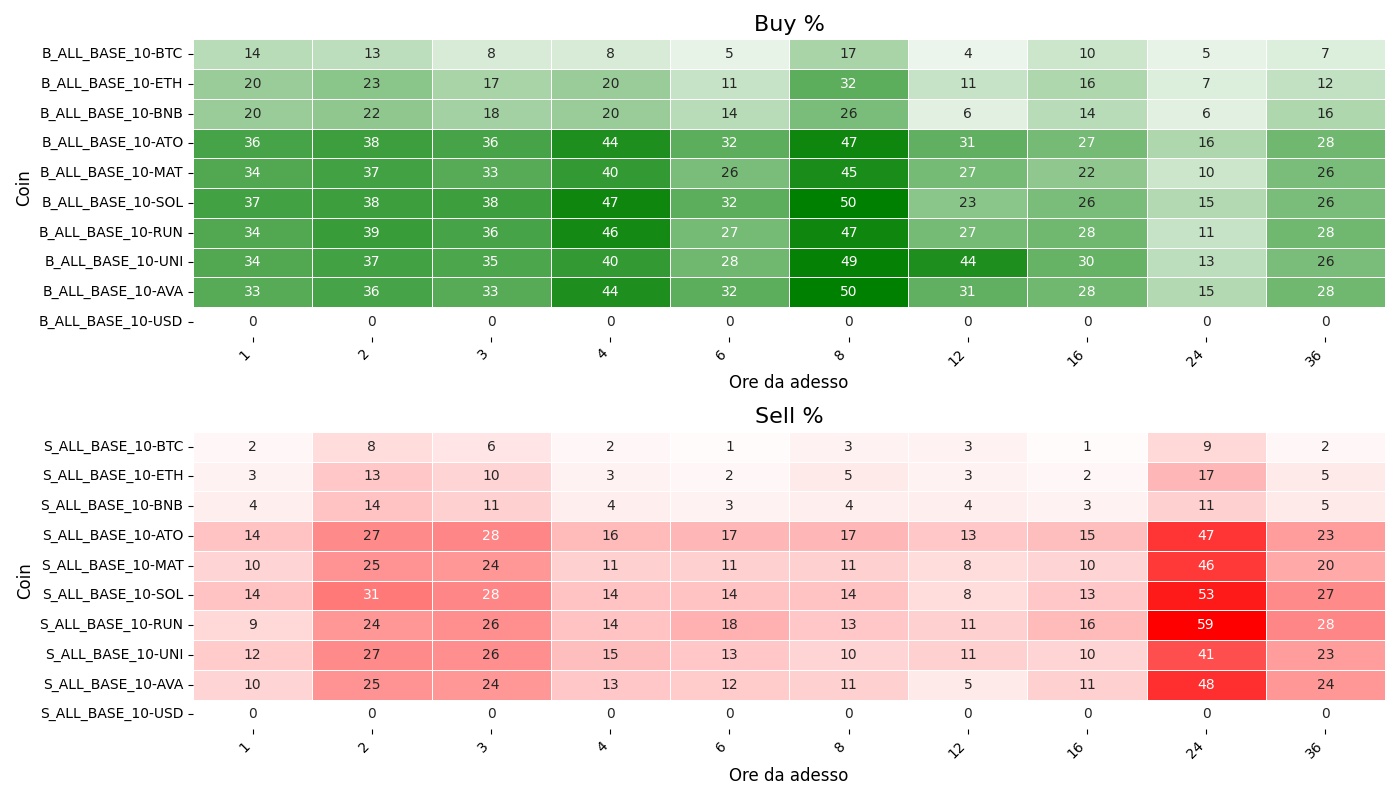 Buy %
Coin
B_ALL_BASE_10-BTC 14 13 8 8 5 17 4 10 5 7
B_ALL_BASE_10-ETH 20 23 17 20 11 32 11 16 7 12
B_ALL_BASE_10-BNB 20 22 18 20 14 26 6 14 6 16
B_ALL_BASE_10-ATO 36 38 36 44 32 47 31 27 16 28
B_ALL_BASE_10-MAT 34 37 33 40 26 45 27 22 10 26
B_ALL_BASE_10-SOL 37 38 38 47 32 50 23 26 15 26
B_ALL_BASE_10-RUN 34 39 36 46 27 47 27 28 11 28
B_ALL_BASE_10-UNI 34 37 35 40 28 49 44 30 13 26
B_ALL_BASE_10-AVA 33 36 33 44 32 50 31 28 15 28
B_ALL_BASE_10-USD 0 0 0 0 0 0 0 0 0 0
1 2 3 4 6 8 12 16 24 36
Ore da adesso
Sell %
Coin
S_ALL_BASE_10-BTC 2 8 6 2 1 3 3 1 9 2
S_ALL_BASE_10-ETH 3 13 10 3 2 5 3 2 17 5
S_ALL_BASE_10-BNB 4 14 11 4 3 4 4 3 11 5
S_ALL_BASE_10-ATO 14 27 28 16 17 17 13 15 47 23
S_ALL_BASE_10-MAT 10 25 24 11 11 11 8 10 46 20
S_ALL_BASE_10-SOL 14 31 28 14 14 14 8 13 53 27
S_ALL_BASE_10-RUN 9 24 26 14 18 13 11 16 59 28
S_ALL_BASE_10-UNI 12 27 26 15 13 10 11 10 41 23
S_ALL_BASE_10-AVA 10 25 24 13 12 11 5 11 48 24
S_ALL_BASE_10-USD 0 0 0 0 0 0 0 0 0 0
1 2 3 4 6 8 12 16 24 36
Ore da adesso